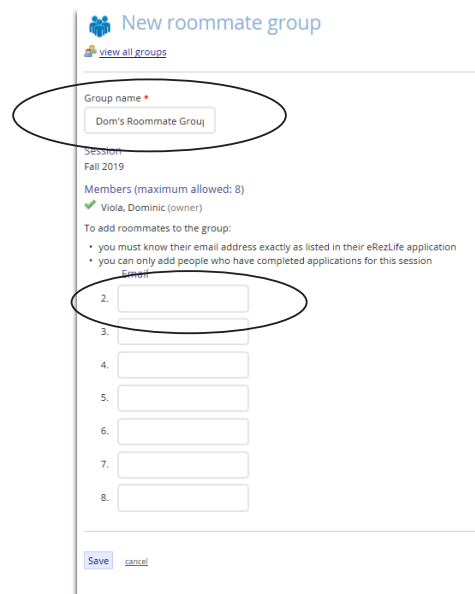 New roommate group
view all groups
Group name *
Dom's Roommate Group
Session
Fall 2019
Members (maximum allowed: 8)
Viola, Dominic (owner)
To add roommates to the group:
• you must know their email address exactly as listed in their eRezLife application
• you can only add people who have completed applications for this session
Email
2.
3.
4.
5.
6.
7.
8.
Save cancel